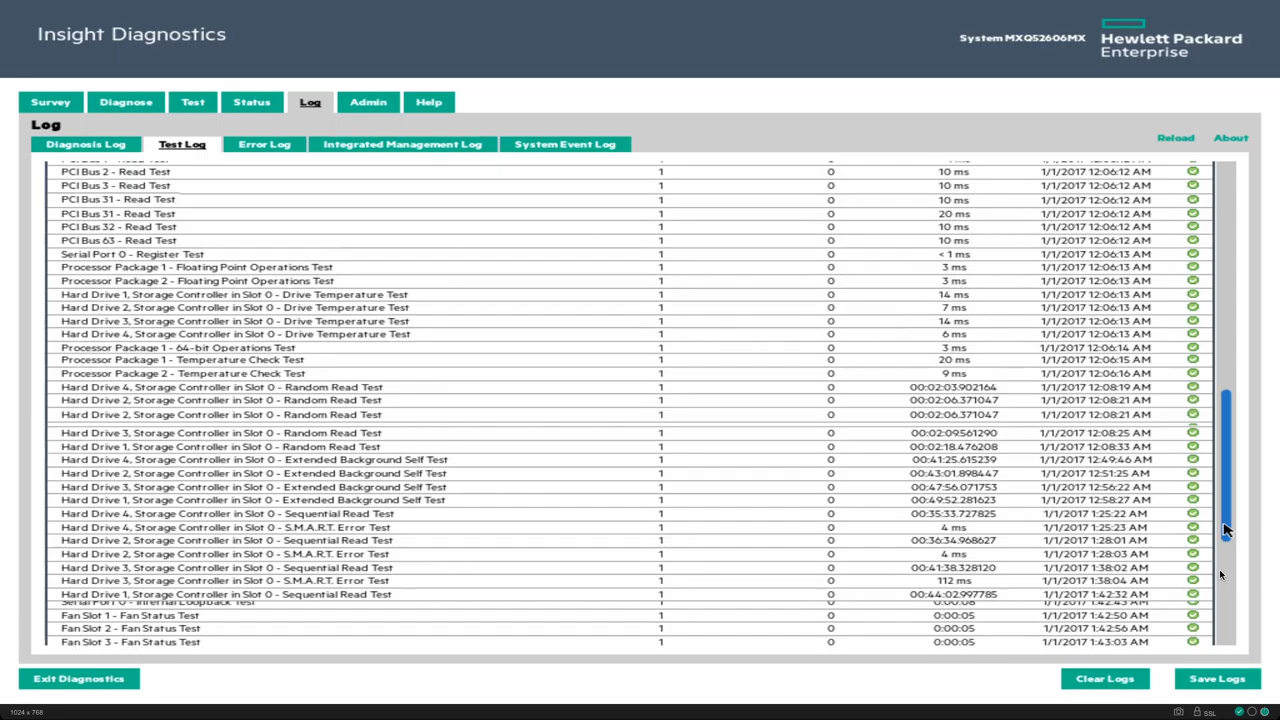 Insight Diagnostics
System MXQ52606MX
Hewlett Packard
Enterprise
Survey Diagnose Test Status Log Admin Help
Log
Diagnosis Log Test Log Error Log Integrated Management Log System Event Log Reload About
PCI Bus 2 - Read Test 1 0 10 ms 1/1/2017 12:06:12 AM
PCI Bus 3 - Read Test 1 0 10 ms 1/1/2017 12:06:12 AM
PCI Bus 31 - Read Test 1 0 10 ms 1/1/2017 12:06:12 AM
PCI Bus 31 - Read Test 1 0 20 ms 1/1/2017 12:06:12 AM
PCI Bus 32 - Read Test 1 0 10 ms 1/1/2017 12:06:12 AM
PCI Bus 63 - Read Test 1 0 10 ms 1/1/2017 12:06:12 AM
Serial Port 0 - Register Test 1 0 < 1 ms 1/1/2017 12:06:13 AM
Processor Package 1 - Floating Point Operations Test 1 0 3 ms 1/1/2017 12:06:13 AM
Processor Package 2 - Floating Point Operations Test 1 0 3 ms 1/1/2017 12:06:13 AM
Hard Drive 1, Storage Controller in Slot 0 - Drive Temperature Test 1 0 14 ms 1/1/2017 12:06:13 AM
Hard Drive 2, Storage Controller in Slot 0 - Drive Temperature Test 1 0 7 ms 1/1/2017 12:06:13 AM
Hard Drive 3, Storage Controller in Slot 0 - Drive Temperature Test 1 0 14 ms 1/1/2017 12:06:13 AM
Hard Drive 4, Storage Controller in Slot 0 - Drive Temperature Test 1 0 6 ms 1/1/2017 12:06:13 AM
Processor Package 1 - 64-bit Operations Test 1 0 3 ms 1/1/2017 12:06:14 AM
Processor Package 1 - Temperature Check Test 1 0 20 ms 1/1/2017 12:06:15 AM
Processor Package 2 - Temperature Check Test 1 0 9 ms 1/1/2017 12:06:16 AM
Hard Drive 4, Storage Controller in Slot 0 - Random Read Test 1 0 00:02:03.902164 1/1/2017 12:08:19 AM
Hard Drive 2, Storage Controller in Slot 0 - Random Read Test 1 0 00:02:06.371047 1/1/2017 12:08:21 AM
Hard Drive 2, Storage Controller in Slot 0 - Random Read Test 1 0 00:02:06.371047 1/1/2017 12:08:21 AM
Hard Drive 3, Storage Controller in Slot 0 - Random Read Test 1 0 00:02:09.561290 1/1/2017 12:08:25 AM
Hard Drive 1, Storage Controller in Slot 0 - Random Read Test 1 0 00:02:18.476208 1/1/2017 12:08:33 AM
Hard Drive 4, Storage Controller in Slot 0 - Extended Background Self Test 1 0 00:41:25.615239 1/1/2017 12:49:46 AM
Hard Drive 2, Storage Controller in Slot 0 - Extended Background Self Test 1 0 00:43:01.898447 1/1/2017 12:51:25 AM
Hard Drive 3, Storage Controller in Slot 0 - Extended Background Self Test 1 0 00:47:56.071753 1/1/2017 12:56:22 AM
Hard Drive 1, Storage Controller in Slot 0 - Extended Background Self Test 1 0 00:49:52.281623 1/1/2017 12:58:27 AM
Hard Drive 4, Storage Controller in Slot 0 - Sequential Read Test 1 0 00:35:33.727825 1/1/2017 1:25:22 AM
Hard Drive 4, Storage Controller in Slot 0 - S.M.A.R.T. Error Test 1 0 4 ms 1/1/2017 1:25:23 AM
Hard Drive 2, Storage Controller in Slot 0 - Sequential Read Test 1 0 00:36:34.968627 1/1/2017 1:28:01 AM
Hard Drive 2, Storage Controller in Slot 0 - S.M.A.R.T. Error Test 1 0 4 ms 1/1/2017 1:28:03 AM
Hard Drive 3, Storage Controller in Slot 0 - Sequential Read Test 1 0 00:41:38.328120 1/1/2017 1:38:02 AM
Hard Drive 3, Storage Controller in Slot 0 - S.M.A.R.T. Error Test 1 0 112 ms 1/1/2017 1:38:04 AM
Hard Drive 1, Storage Controller in Slot 0 - Sequential Read Test 1 0 00:44:02.997785 1/1/2017 1:42:32 AM
Serial Port 0 - Internal Loopback Test 1 0 0:00:08 1/1/2017 1:42:43 AM
Fan Slot 1 - Fan Status Test 1 0 0:00:05 1/1/2017 1:42:50 AM
Fan Slot 2 - Fan Status Test 1 0 0:00:05 1/1/2017 1:42:56 AM
Fan Slot 3 - Fan Status Test 1 0 0:00:05 1/1/2017 1:43:03 AM
Exit Diagnostics Clear Logs Save Logs
1024 x 768 SSL